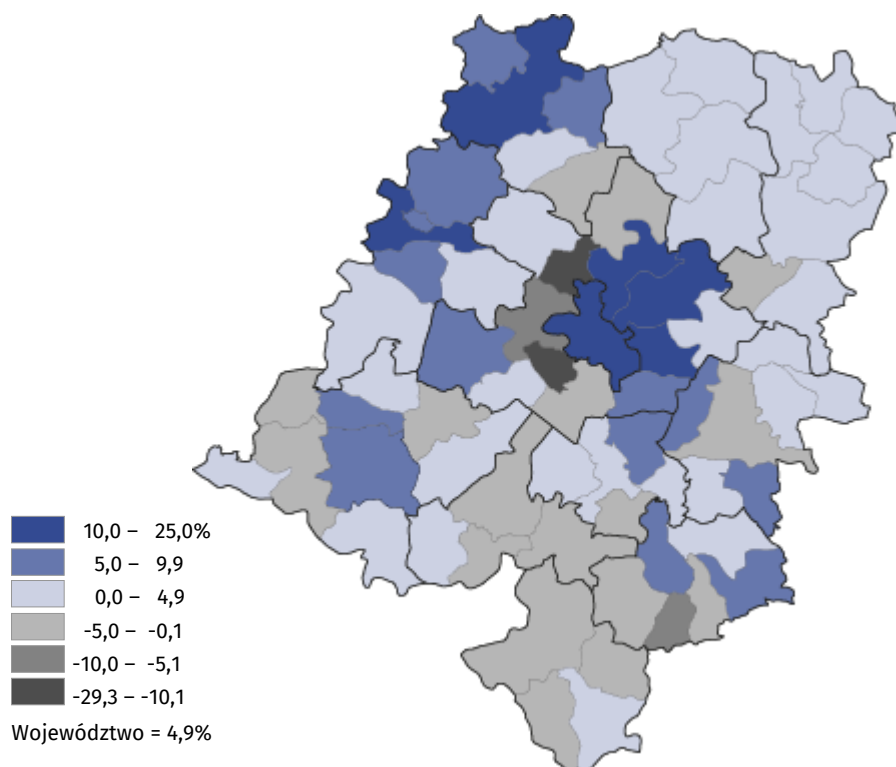 10,0 – 25,0%
5,0 – 9,9
0,0 – 4,9
-5,0 – -0,1
-10,0 – -5,1
-29,3 – -10,1
Województwo = 4,9%